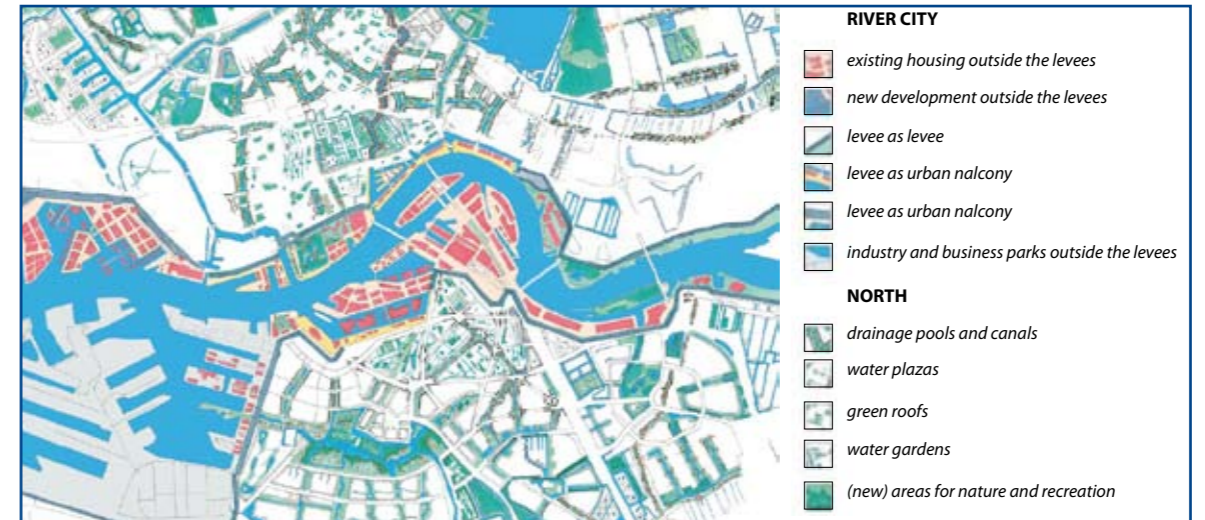 RIVER CITY
existing housing outside the levees
new development outside the levees
levee as levee
levee as urban nalcony
levee as urban nalcony
industry and business parks outside the levees
NORTH
drainage pools and canals
water plazas
green roofs
water gardens
(new) areas for nature and recreation